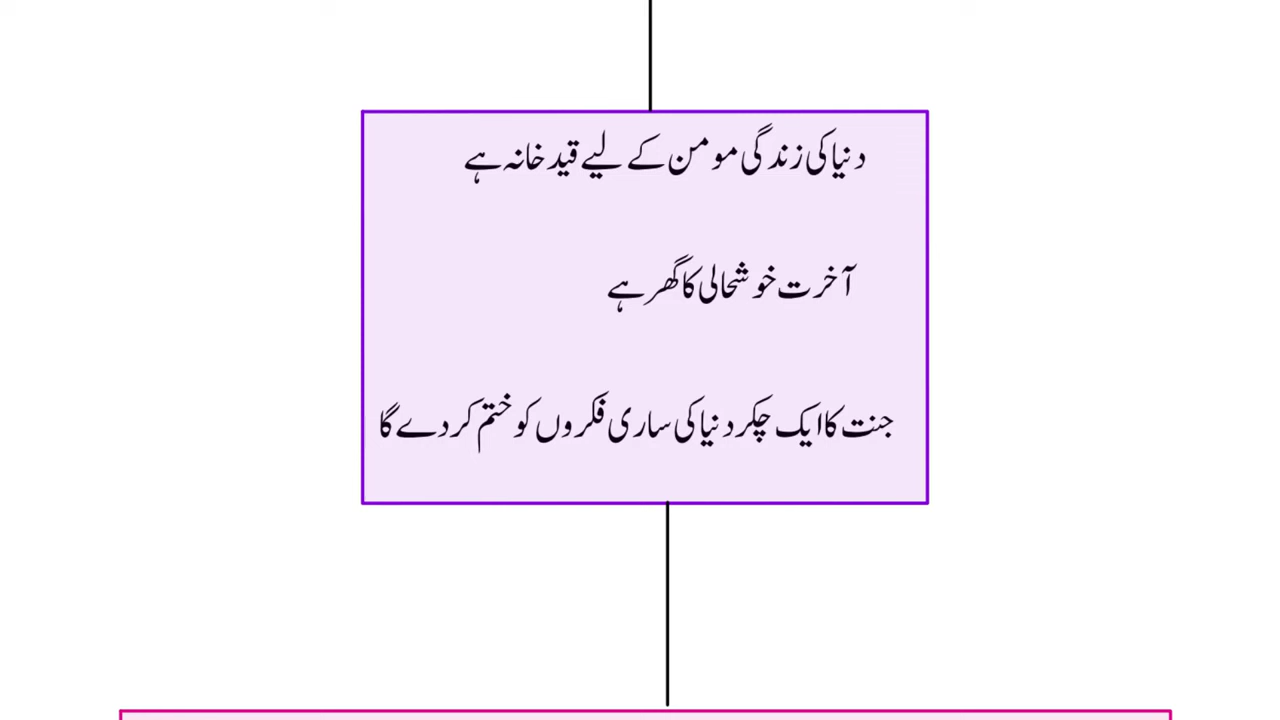 دنیا کی زندگی مومن کے لیے قید خانہ ہے
آخرت خوشحالی کا گھر ہے
جنت کا ایک چکر دنیا کی ساری فکروں کو ختم کر دے گا